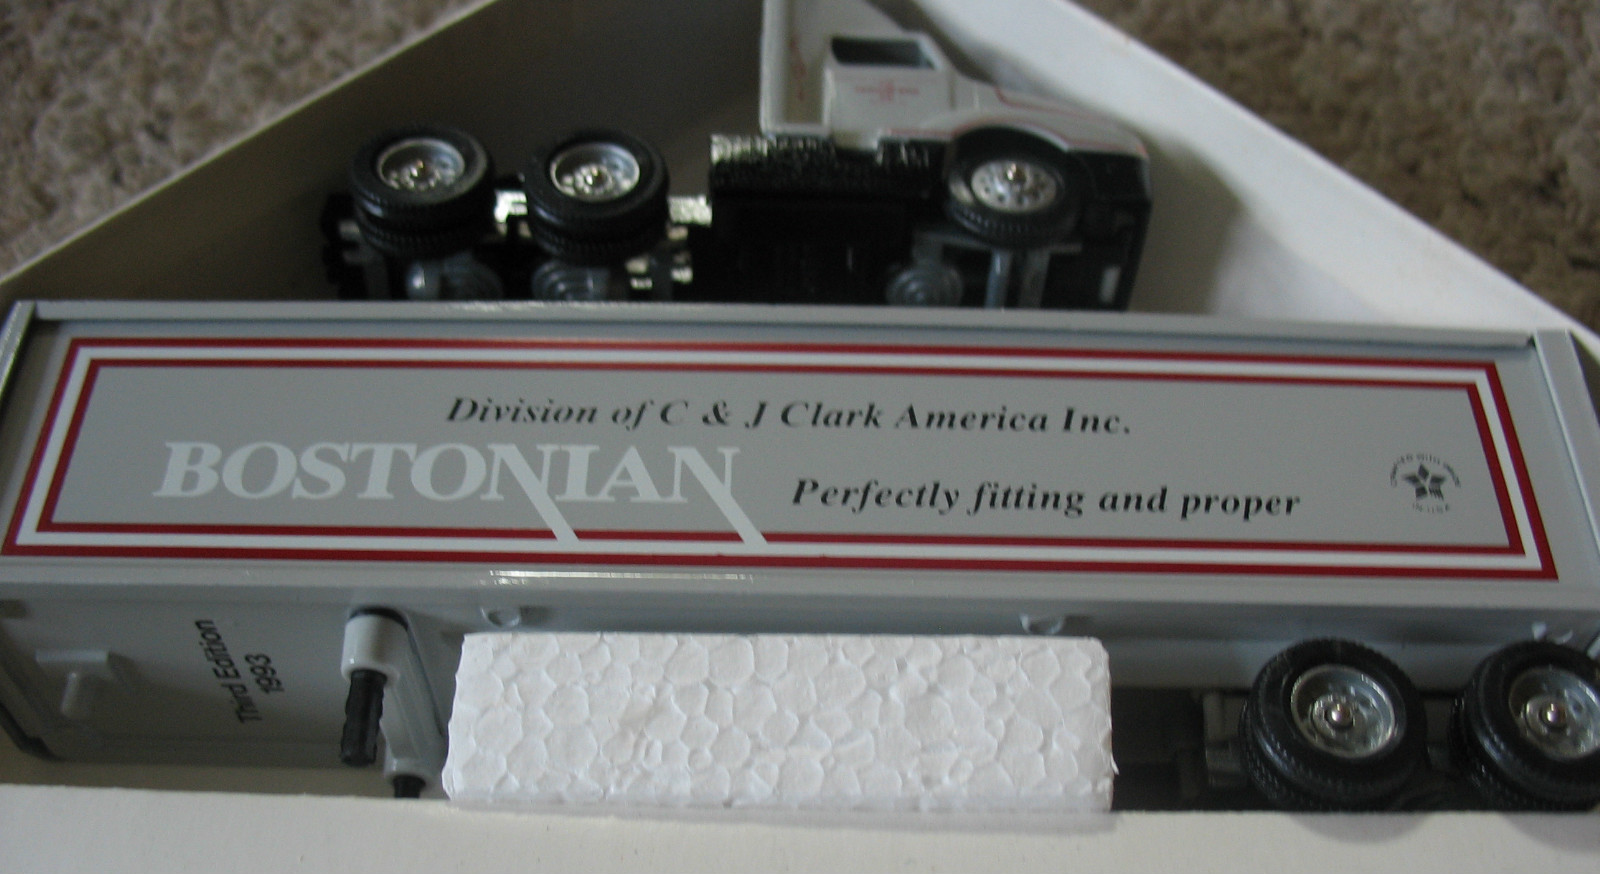 Division of C & J Clark America Inc.
BOSTONIAN
Perfectly fitting and proper
Third Edition
1993